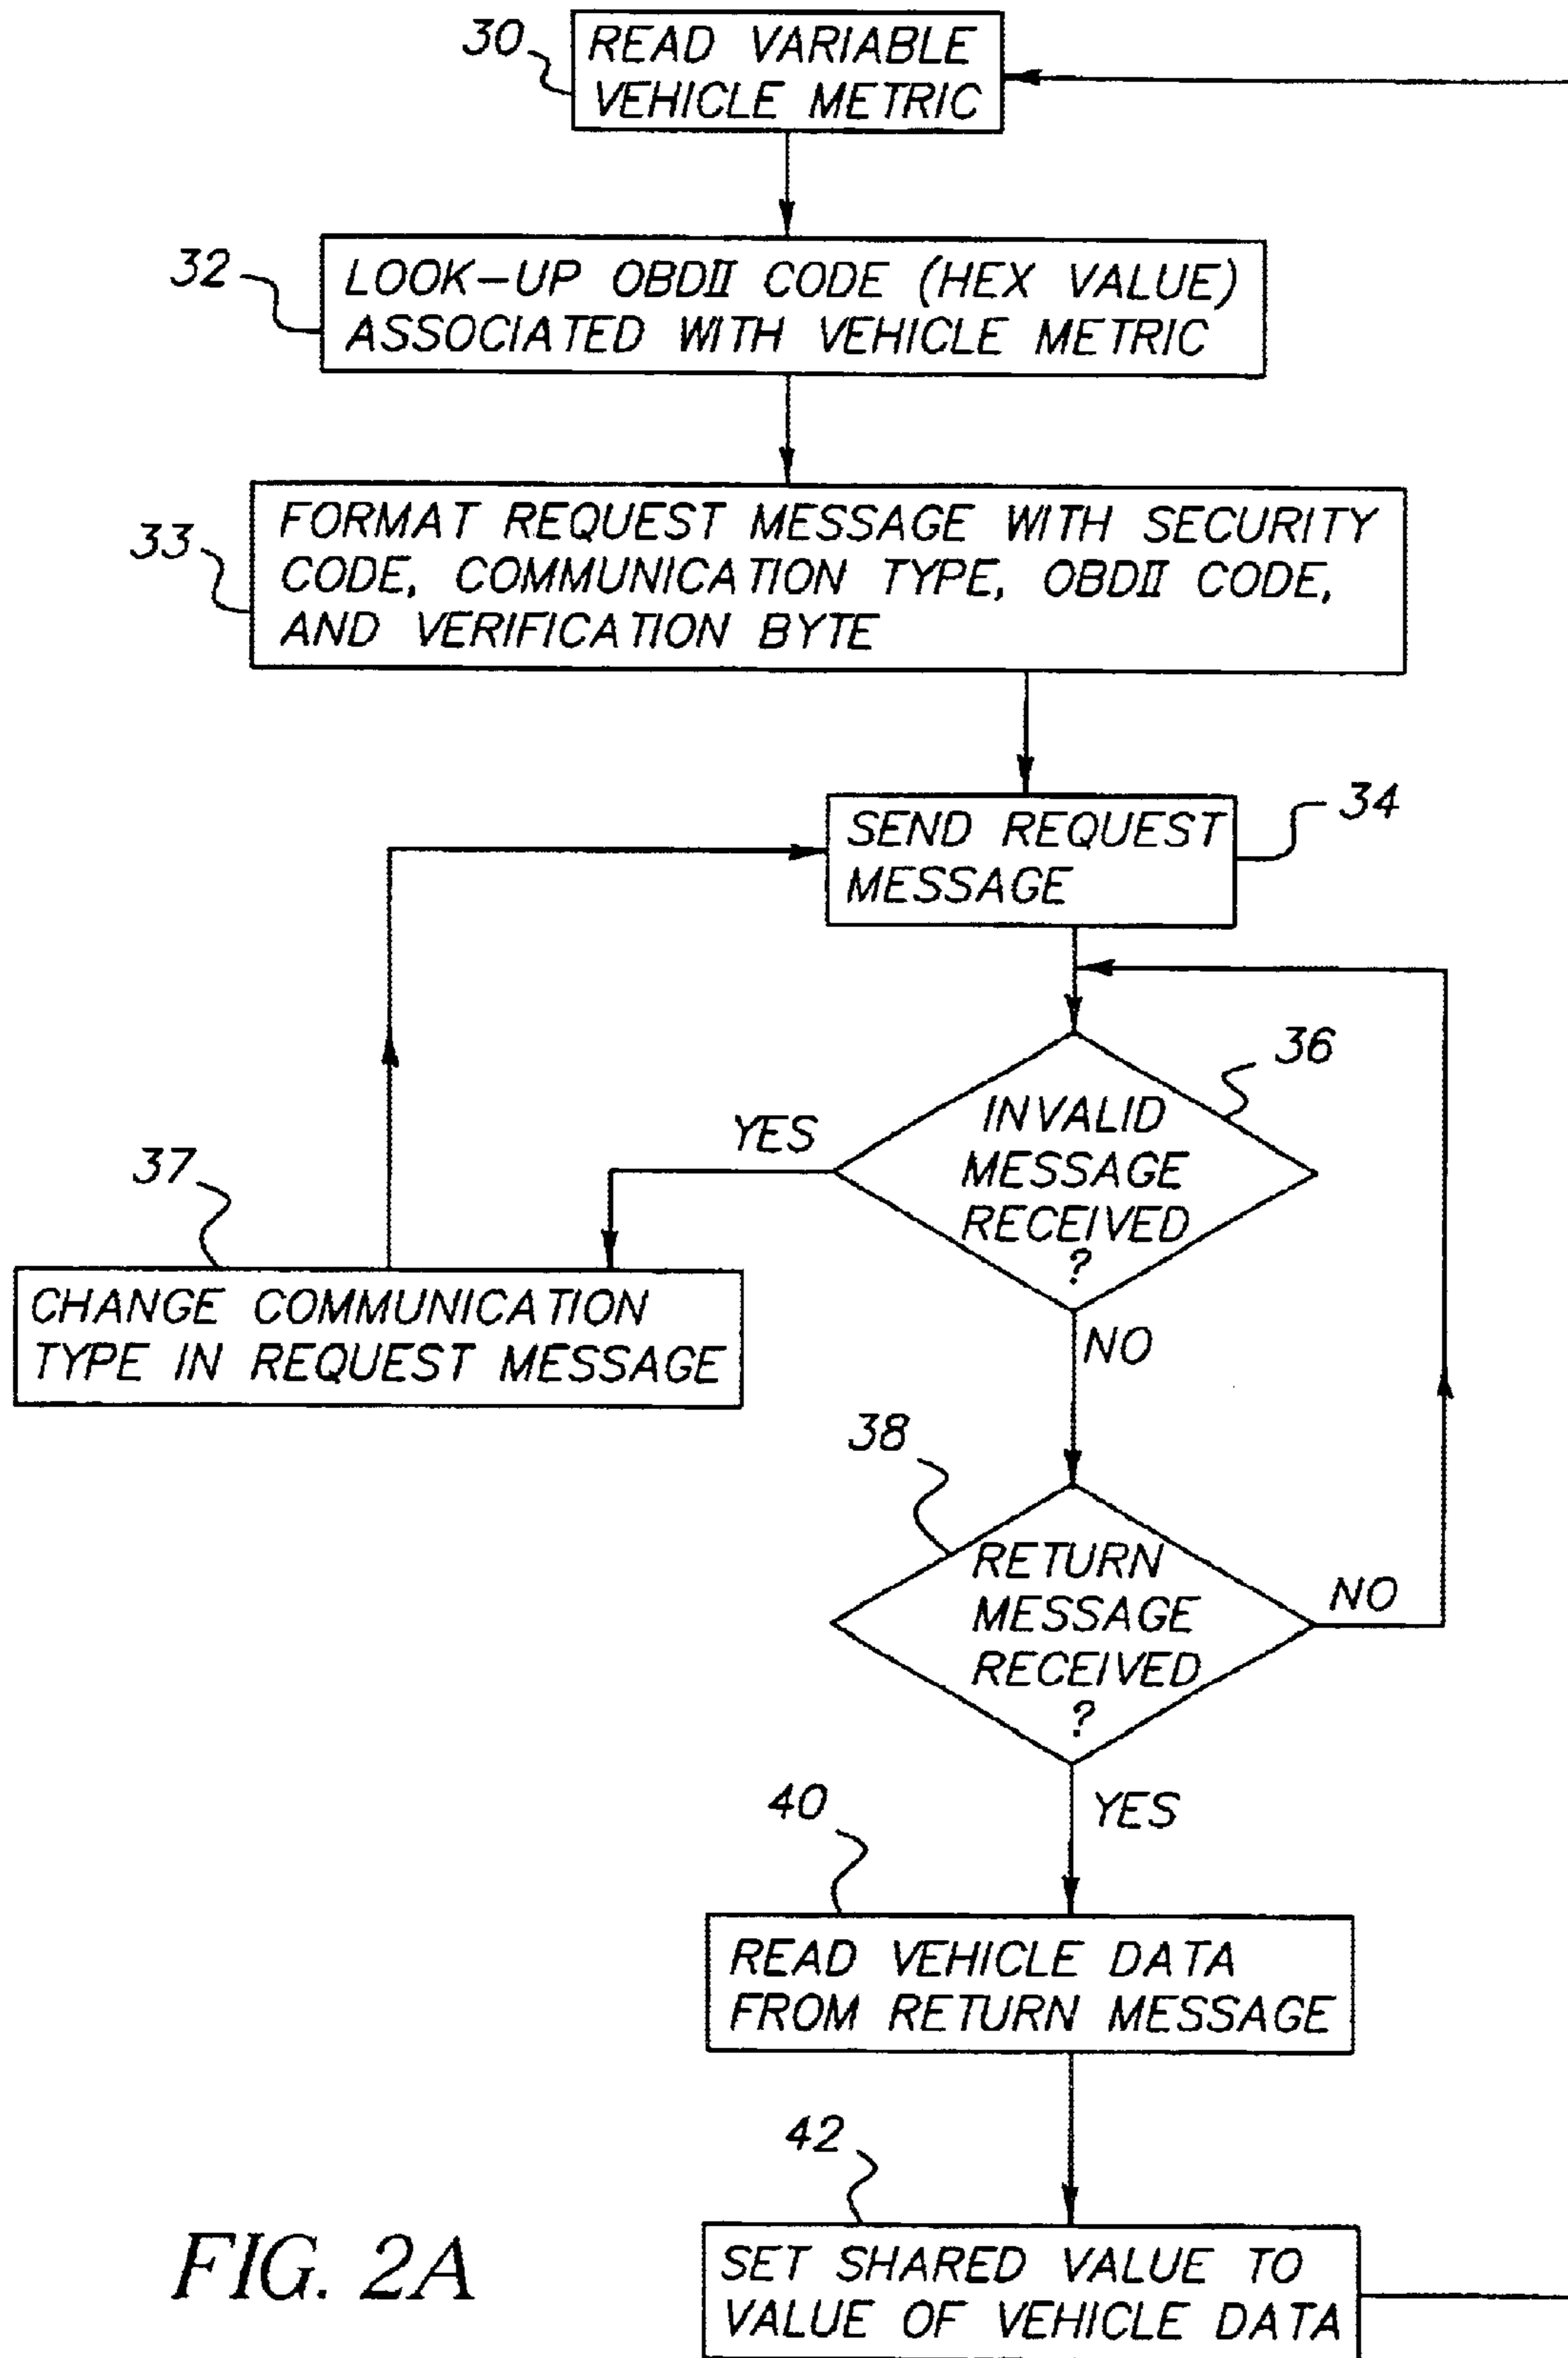 30
READ VARIABLE
VEHICLE METRIC
32
LOOK-UP OBDII CODE (HEX VALUE)
ASSOCIATED WITH VEHICLE METRIC
33
FORMAT REQUEST MESSAGE WITH SECURITY
CODE, COMMUNICATION TYPE, OBDII CODE,
AND VERIFICATION BYTE
34
SEND REQUEST
MESSAGE
36
INVALID
MESSAGE
RECEIVED
?
YES
37
CHANGE COMMUNICATION
TYPE IN REQUEST MESSAGE
NO
38
RETURN
MESSAGE
RECEIVED
?
NO
YES
40
READ VEHICLE DATA
FROM RETURN MESSAGE
42
SET SHARED VALUE TO
VALUE OF VEHICLE DATA
FIG. 2A